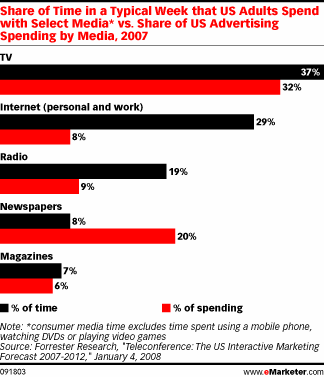 Share of Time in a Typical Week that US Adults Spend
with Select Media* vs. Share of US Advertising
Spending by Media, 2007
TV
37%
32%
Internet (personal and work)
29%
8%
Radio
19%
9%
Newspapers
8%
20%
Magazines
7%
6%
% of time
% of spending
Note: *consumer media time excludes time spent using a mobile phone,
watching DVDs or playing video games
Source: Forrester Research, "Teleconference: The US Interactive Marketing
Forecast 2007-2012," January 4, 2008
091803
www.eMarketer.com